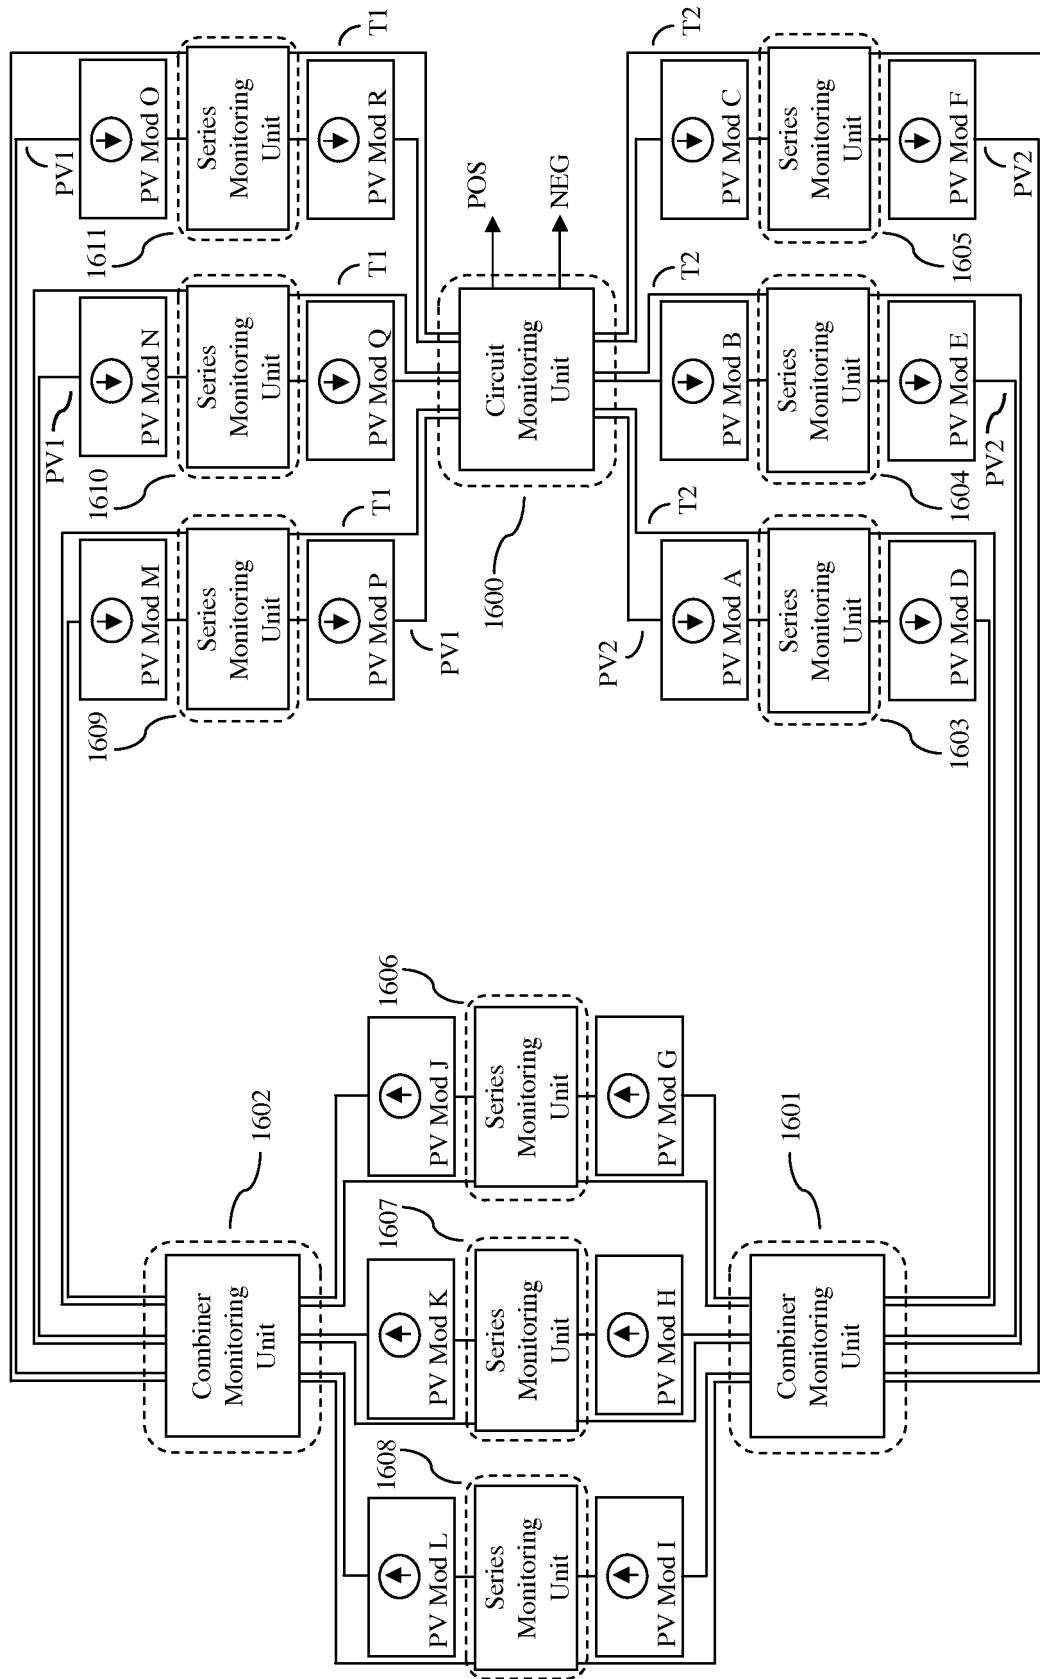 PV1
PV1
PV Mod M
PV Mod N
PV Mod O
1609
1610
1611
Series
Monitoring
Unit
Series
Monitoring
Unit
Series
Monitoring
Unit
Combiner
Monitoring
Unit
1602
PV Mod P
PV Mod Q
PV Mod R
T1
T1
T1
PV1
1608
1607
1606
PV Mod L
PV Mod K
PV Mod J
POS
NEG
1600
Circuit
Monitoring
Unit
Series
Monitoring
Unit
Series
Monitoring
Unit
Series
Monitoring
Unit
PV Mod I
PV Mod H
PV Mod G
PV2
T2
T2
T2
PV Mod A
PV Mod B
PV Mod C
1601
Combiner
Monitoring
Unit
Series
Monitoring
Unit
Series
Monitoring
Unit
Series
Monitoring
Unit
1603
1604
1605
PV Mod D
PV Mod E
PV Mod F
PV2
PV2